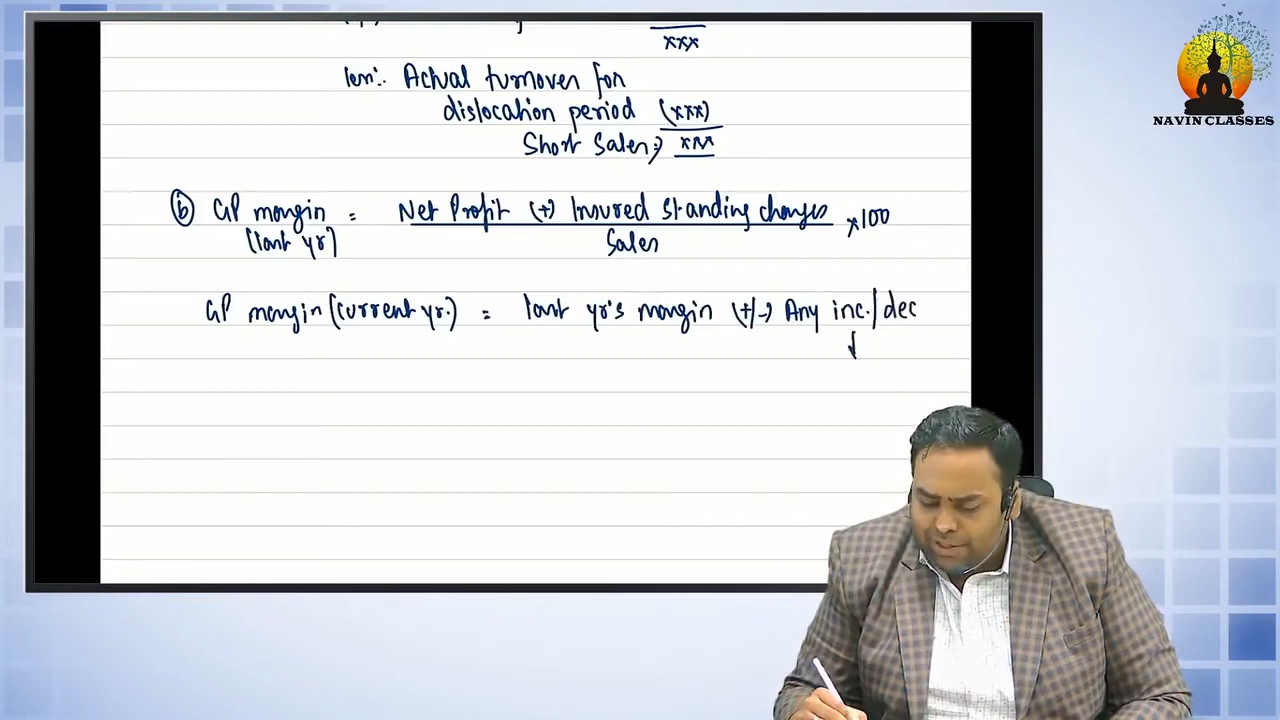 xxx
NAVIN CLASSES
less: Actual turnover for
dislocation period (xxx)
Short Sales ⇒ xxx
(b) GP margin = Net Profit (+) Insured Standing charges x100
(last yr) Sales
GP margin (current yr.) = last yr's margin (+/-) Any inc./dec